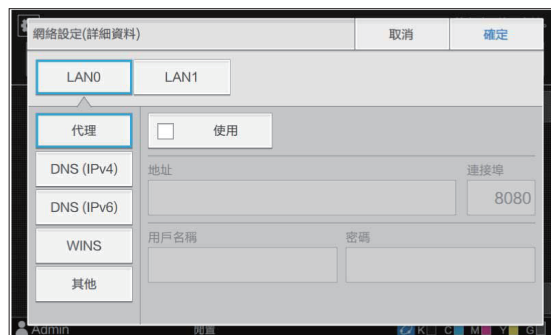 網絡設定(詳細資料)
取消
確定
LAN0
LAN1
代理
使用
DNS (IPv4)
地址
連接埠
DNS (IPv6)
8080
WINS
用戶名稱
密碼
其他
Admin
閒置
K C M Y G